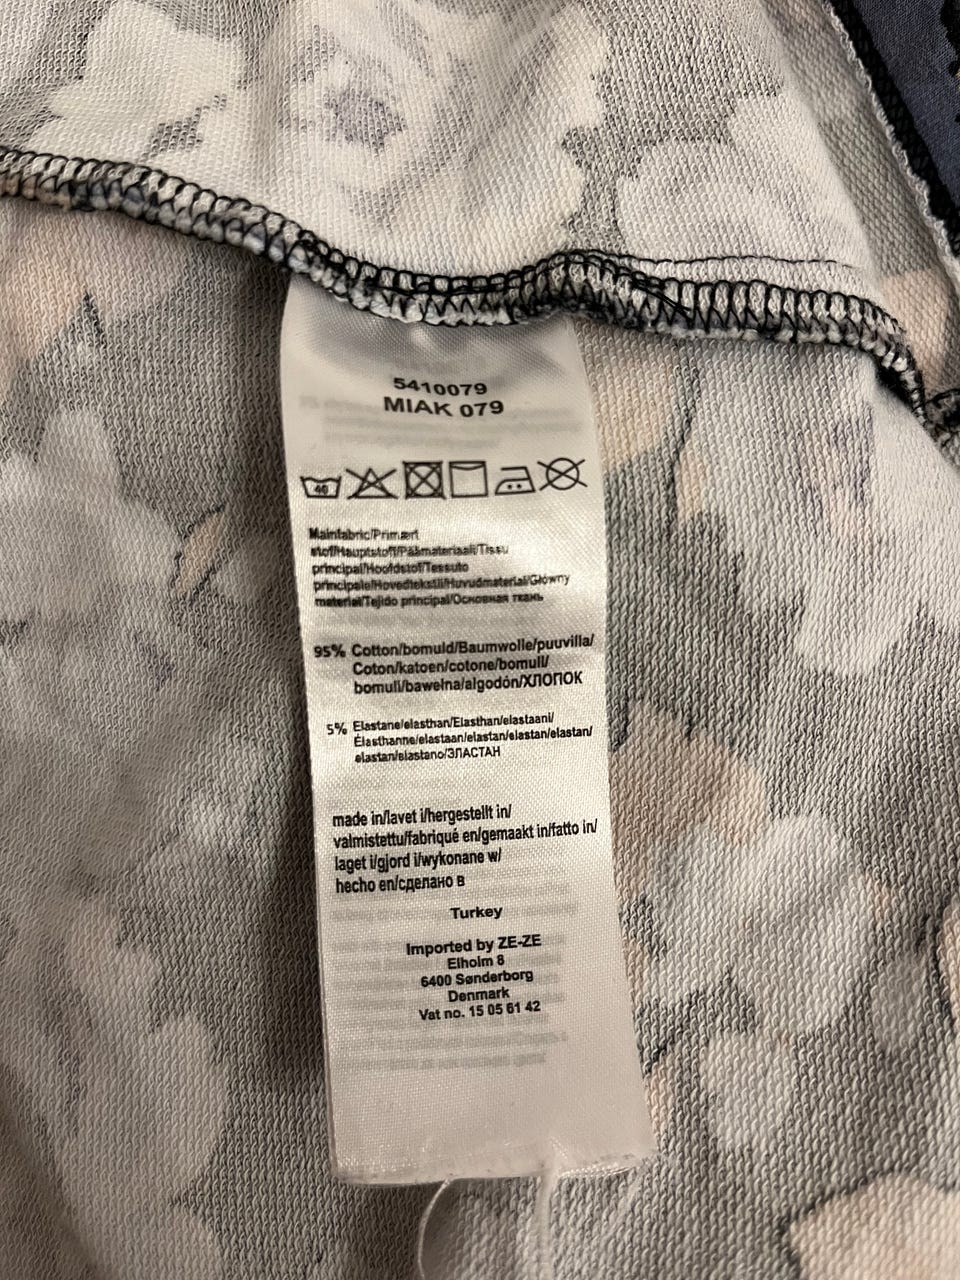 5410079
MIAK 079
40
Mainfabric/Primært
stof/Hauptstoff/Päämateriaali/Tissu
principal/Hoofdstof/Tessuto
principale/Hovedtekstil/Huvudmaterial/Główny
material/Tejido principal/Основная ткань
95% Cotton/bomuld/Baumwolle/puuvilla/
Coton/katoen/cotone/bomull/
bomull/bawełna/algodón/ХЛОПОК
5% Elastane/elasthan/Elasthan/elastaani/
Élasthanne/elastaan/elastan/elastan/elastan/
elastan/elastano/ЭЛАСТАН
made in/lavet i/hergestellt in/
valmistettu/fabriqué en/gemaakt in/fatto in/
laget i/gjord i/wykonane w/
hecho en/сделано в
Turkey
Imported by ZE-ZE
Elholm 8
6400 Sønderborg
Denmark
Vat no. 15 05 61 42